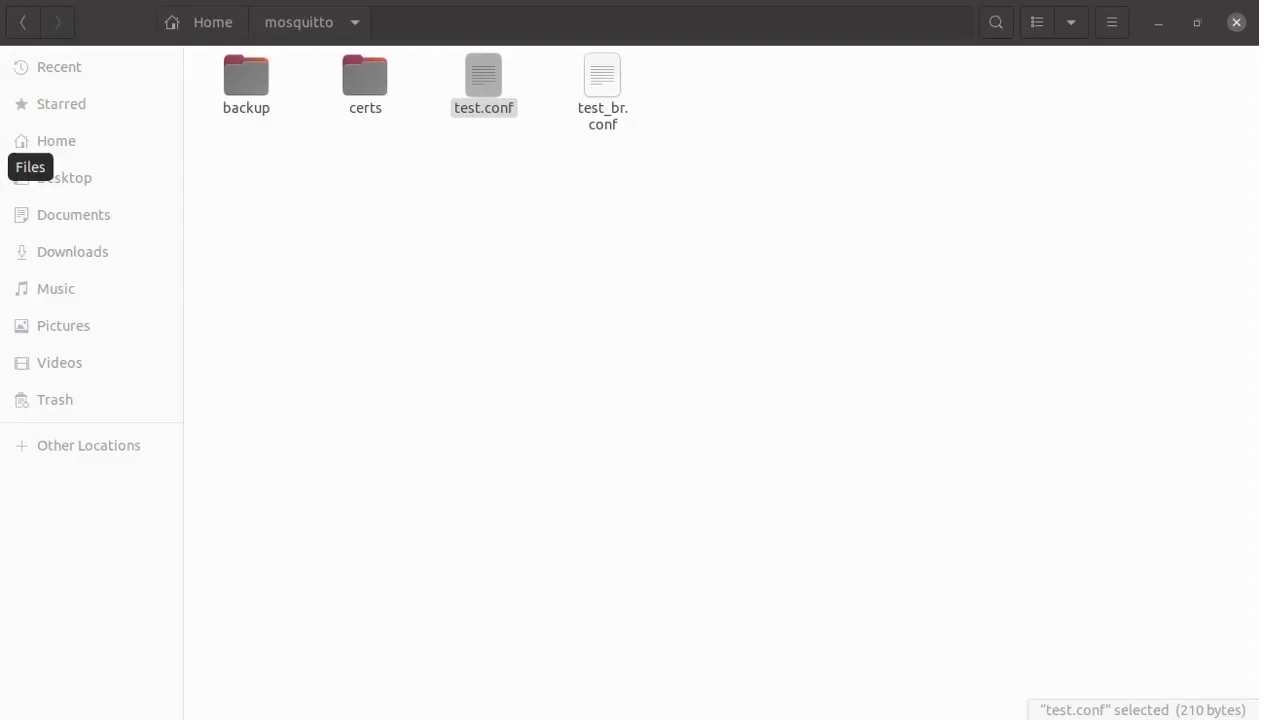 Home
mosquitto
Recent
Starred
Home
Files
esktop
Documents
Downloads
Music
Pictures
Videos
Trash
Other Locations
backup
certs
test.conf
test_br.
conf
"test.conf" selected (210 bytes)